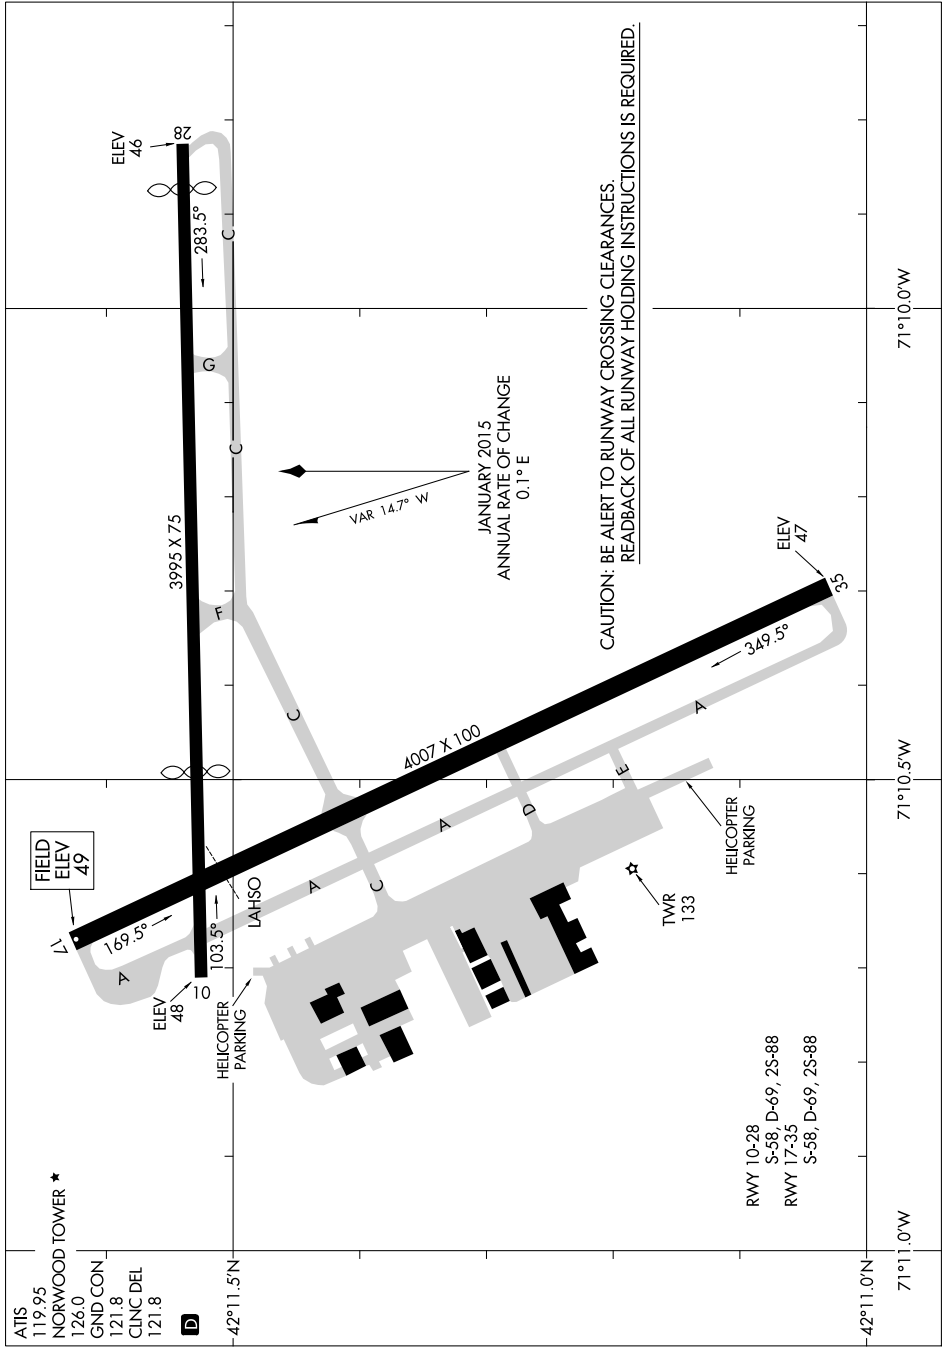 ATIS
119.95
NORWOOD TOWER ★
126.0
GND CON
121.8
CLNC DEL
121.8
D
FIELD
ELEV
49
17
169.5°
A
ELEV
48
10
103.5°
HELICOPTER
PARKING
LAHSO
3995 X 75
ELEV
46
28
283.5°
C
G
C
F
C
A
C
4007 X 100
A
D
E
A
349.5°
35
ELEV
47
HELICOPTER
PARKING
TWR
133
VAR 14.7° W
JANUARY 2015
ANNUAL RATE OF CHANGE
0.1° E
CAUTION: BE ALERT TO RUNWAY CROSSING CLEARANCES.
READBACK OF ALL RUNWAY HOLDING INSTRUCTIONS IS REQUIRED.
RWY 10-28
S-58, D-69, 2S-88
RWY 17-35
S-58, D-69, 2S-88
42°11.5'N
42°11.0'N
71°11.0'W
71°10.5'W
71°10.0'W